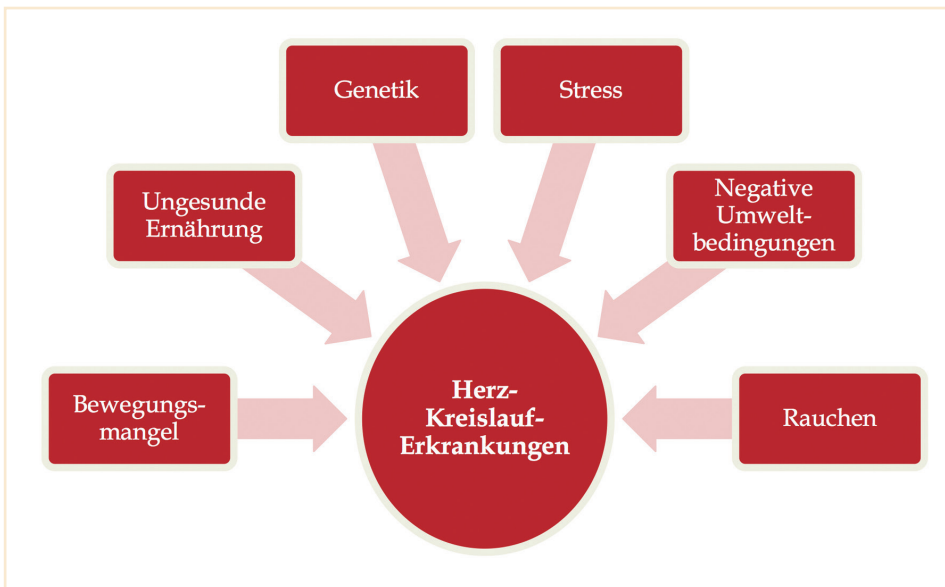 Genetik
Stress
Ungesunde
Ernährung
Negative
Umwelt-
bedingungen
Bewegungs-
mangel
Herz-
Kreislauf-
Erkrankungen
Rauchen